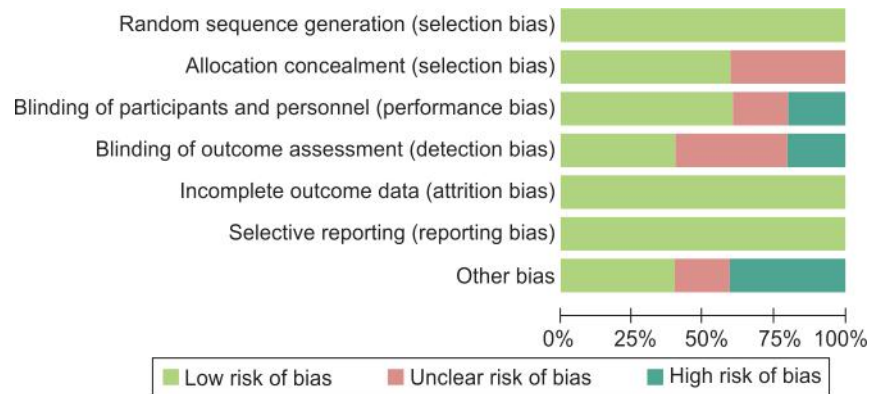 Random sequence generation (selection bias)
Allocation concealment (selection bias)
Blinding of participants and personnel (performance bias)
Blinding of outcome assessment (detection bias)
Incomplete outcome data (attrition bias)
Selective reporting (reporting bias)
Other bias
0% 25% 50% 75% 100%
Low risk of bias Unclear risk of bias High risk of bias